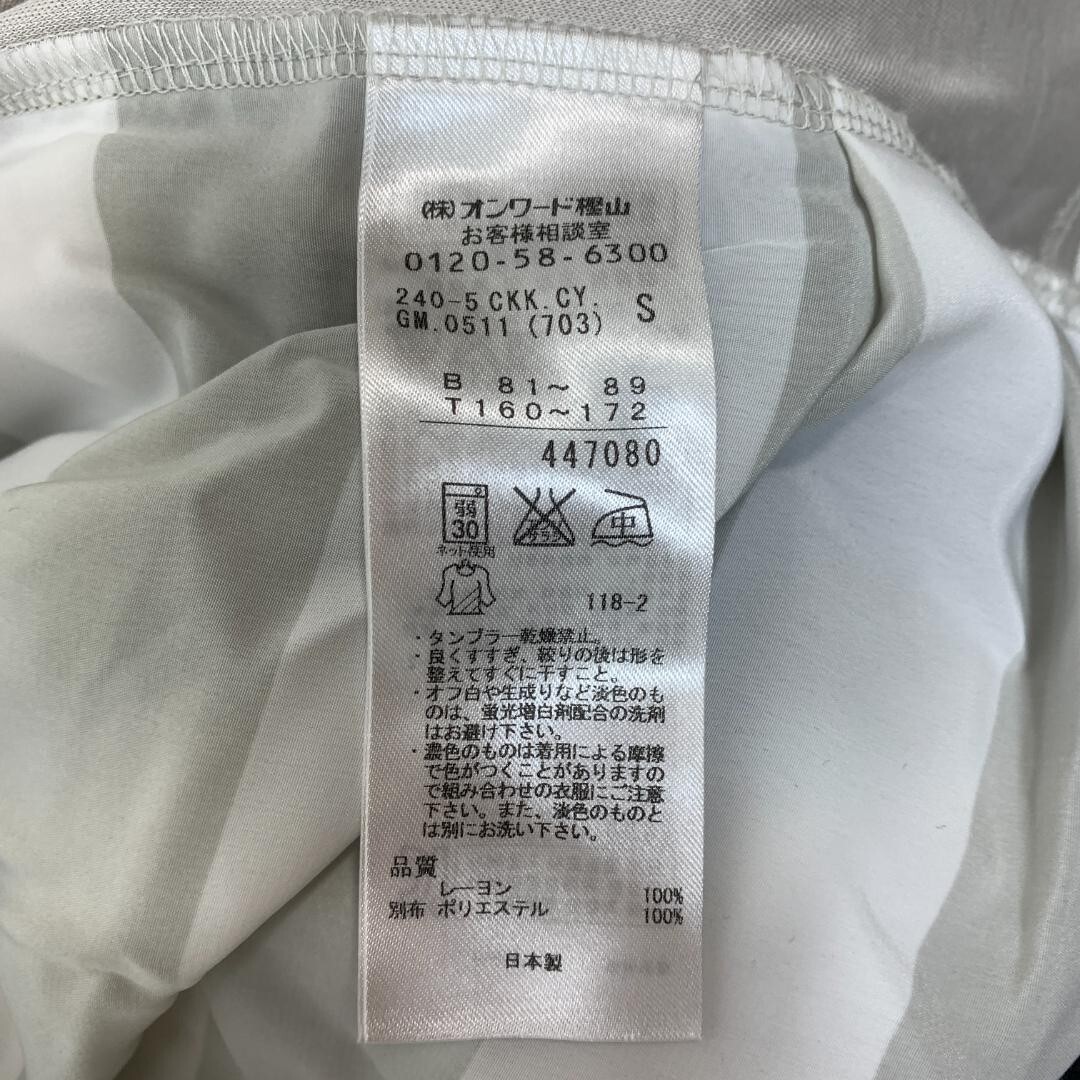 (株)オンワード樫山
お客様相談室
0120-58-6300
240-5 CKK.CY. S
GM.0511 (703)
B 81～ 89
T 160～172
447080
弱
30
エンソサラシ
中
ネット使用
118-2
・タンブラー乾燥禁止。
・良くすすぎ、絞りの後は形を
整えてすぐに干すこと。
・オフ白や生成りなど淡色のも
のは、蛍光増白剤配合の洗剤
はお避け下さい。
・濃色のものは着用による摩擦
で色がつくことがありますの
で組み合わせの衣服にご注意
下さい。また、淡色のものと
は別にお洗い下さい。
品質
レーヨン 100%
別布 ポリエステル 100%
日本製